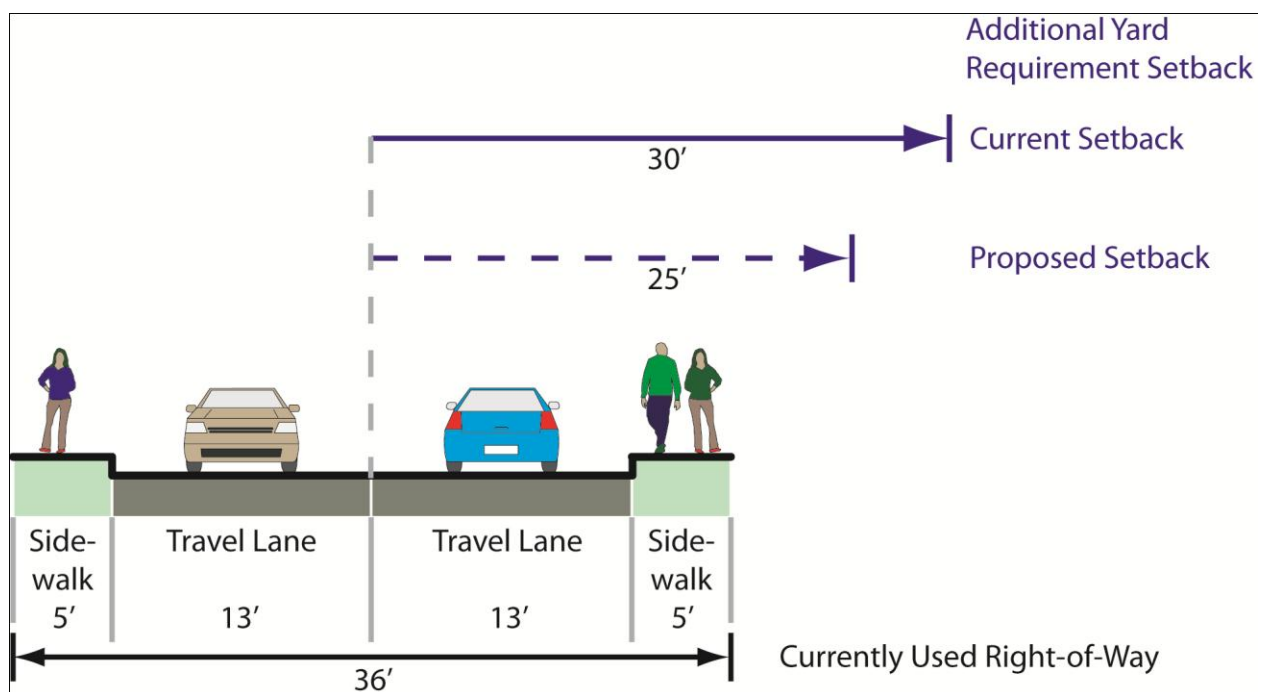 Additional Yard
Requirement Setback
Current Setback
30’
Proposed Setback
25’
Side-
walk
5’
Travel Lane
13’
Travel Lane
13’
Side-
walk
5’
Currently Used Right-of-Way
36’